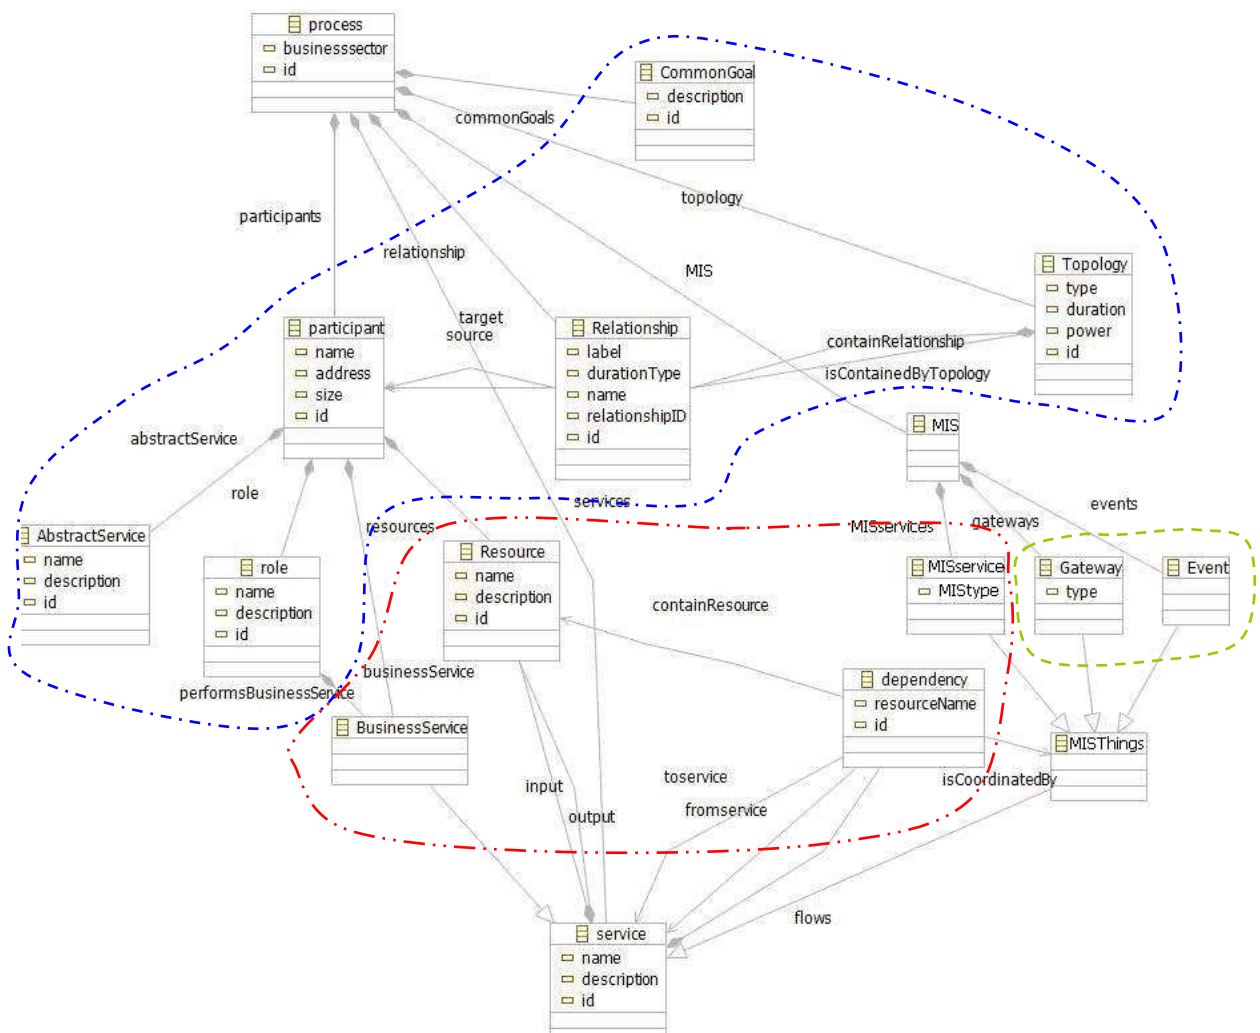 process
businesssector
id
CommonGoal
description
id
commonGoals
topology
participants
relationship
MIS
Topology
type
duration
power
id
participant
name
address
size
id
target
source
Relationship
label
durationType
name
relationshipID
id
containRelationship
isContainedByTopology
MIS
abstractService
role
resources
services
MISservices
gateways
events
AbstractService
name
description
id
role
name
description
id
Resource
name
description
id
MISservice
MIStype
Gateway
type
Event
containResource
businessService
performsBusinessService
dependency
resourceName
id
BusinessService
MISThings
input
output
toservice
fromservice
isCoordinatedBy
flows
service
name
description
id